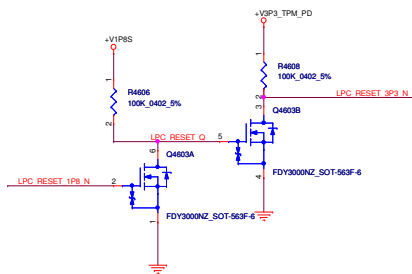 +V3P3_TPM_PD
+V1P8S
1
R4608
100K_0402_5%
2
LPC_RESET_3P3_N
1
R4606
100K_0402_5%
2
3
Q4603B
LPC_RESET_Q
5
6
Q4603A
FDY3000NZ_SOT-563F-6
4
LPC_RESET_1P8_N
2
1
FDY3000NZ_SOT-563F-6